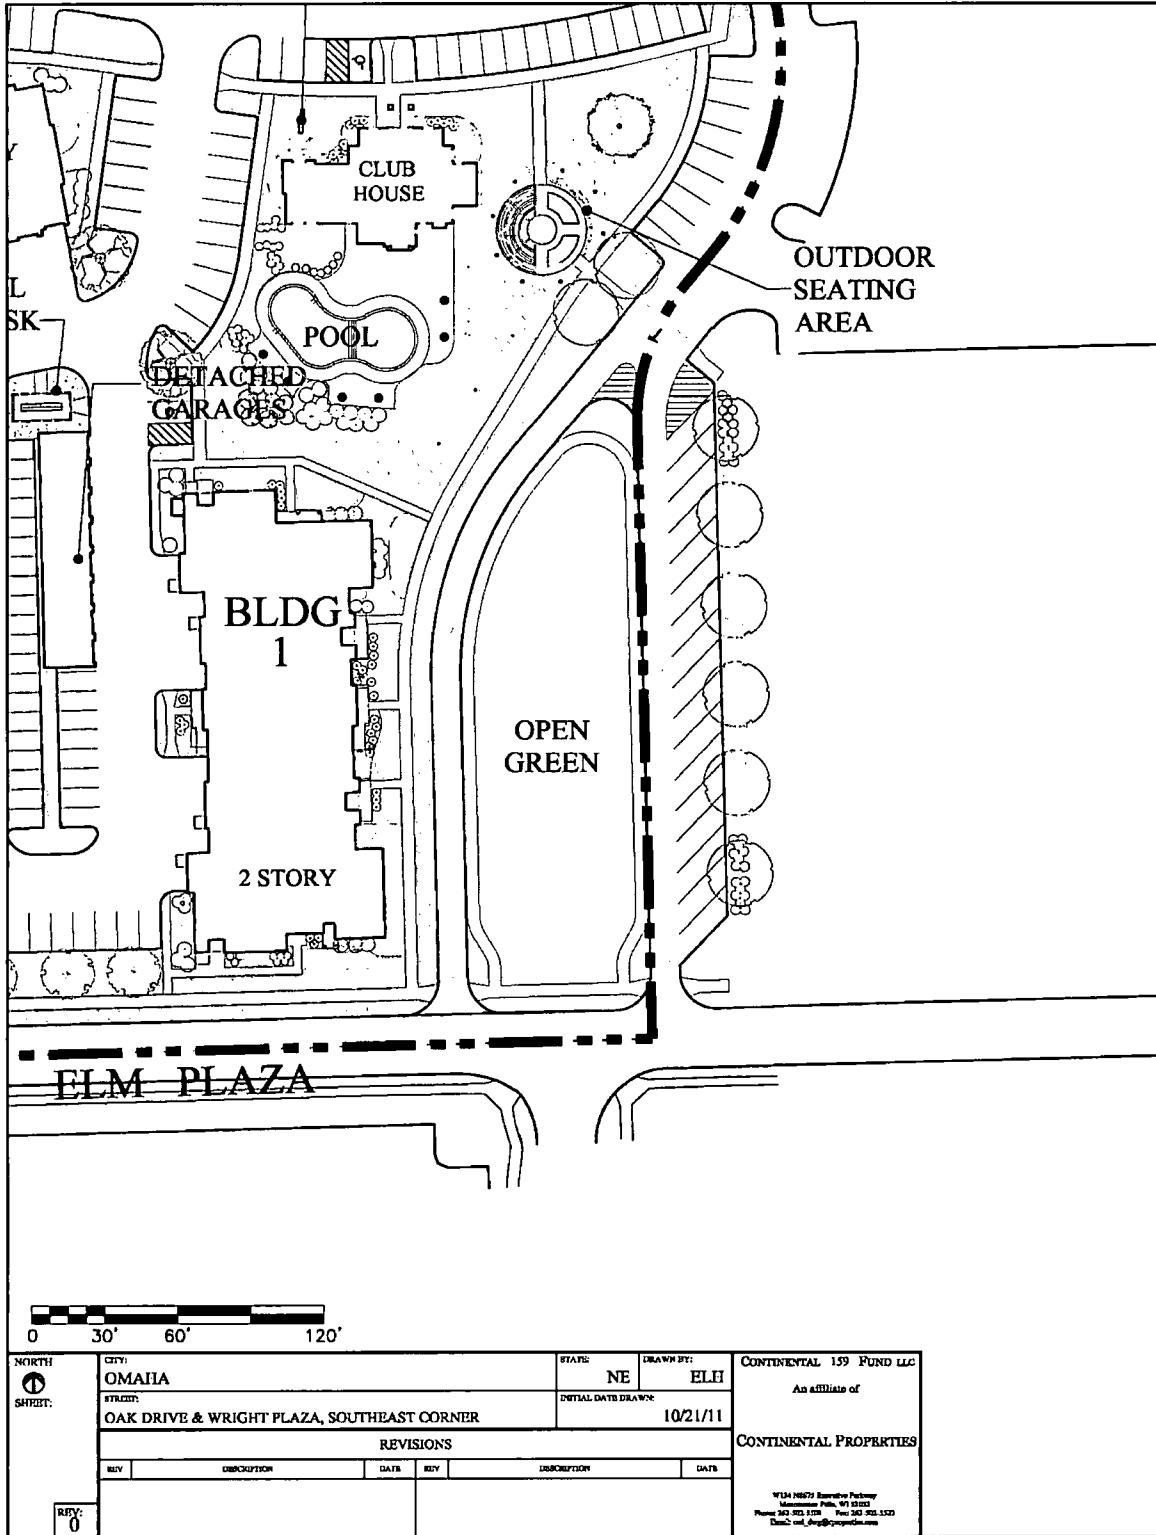 CLUB
HOUSE
Y
OUTDOOR
SEATING
AREA
L
SK
POOL
DETACHED
GARAGES
BLDG
1
OPEN
GREEN
2 STORY
ELM PLAZA
0 30' 60' 120'
NORTH
SHEET:
REV:
0
CITY:
OMAHA
STATE:
NE
DRAWN BY:
ELH
STREET:
OAK DRIVE & WRIGHT PLAZA, SOUTHEAST CORNER
INITIAL DATE DRAWN:
10/21/11
REVISIONS
REV DESCRIPTION DATE REV DESCRIPTION DATE
CONTINENTAL 159 FUND LLC
An affiliate of
CONTINENTAL PROPERTIES
Executive Parkway